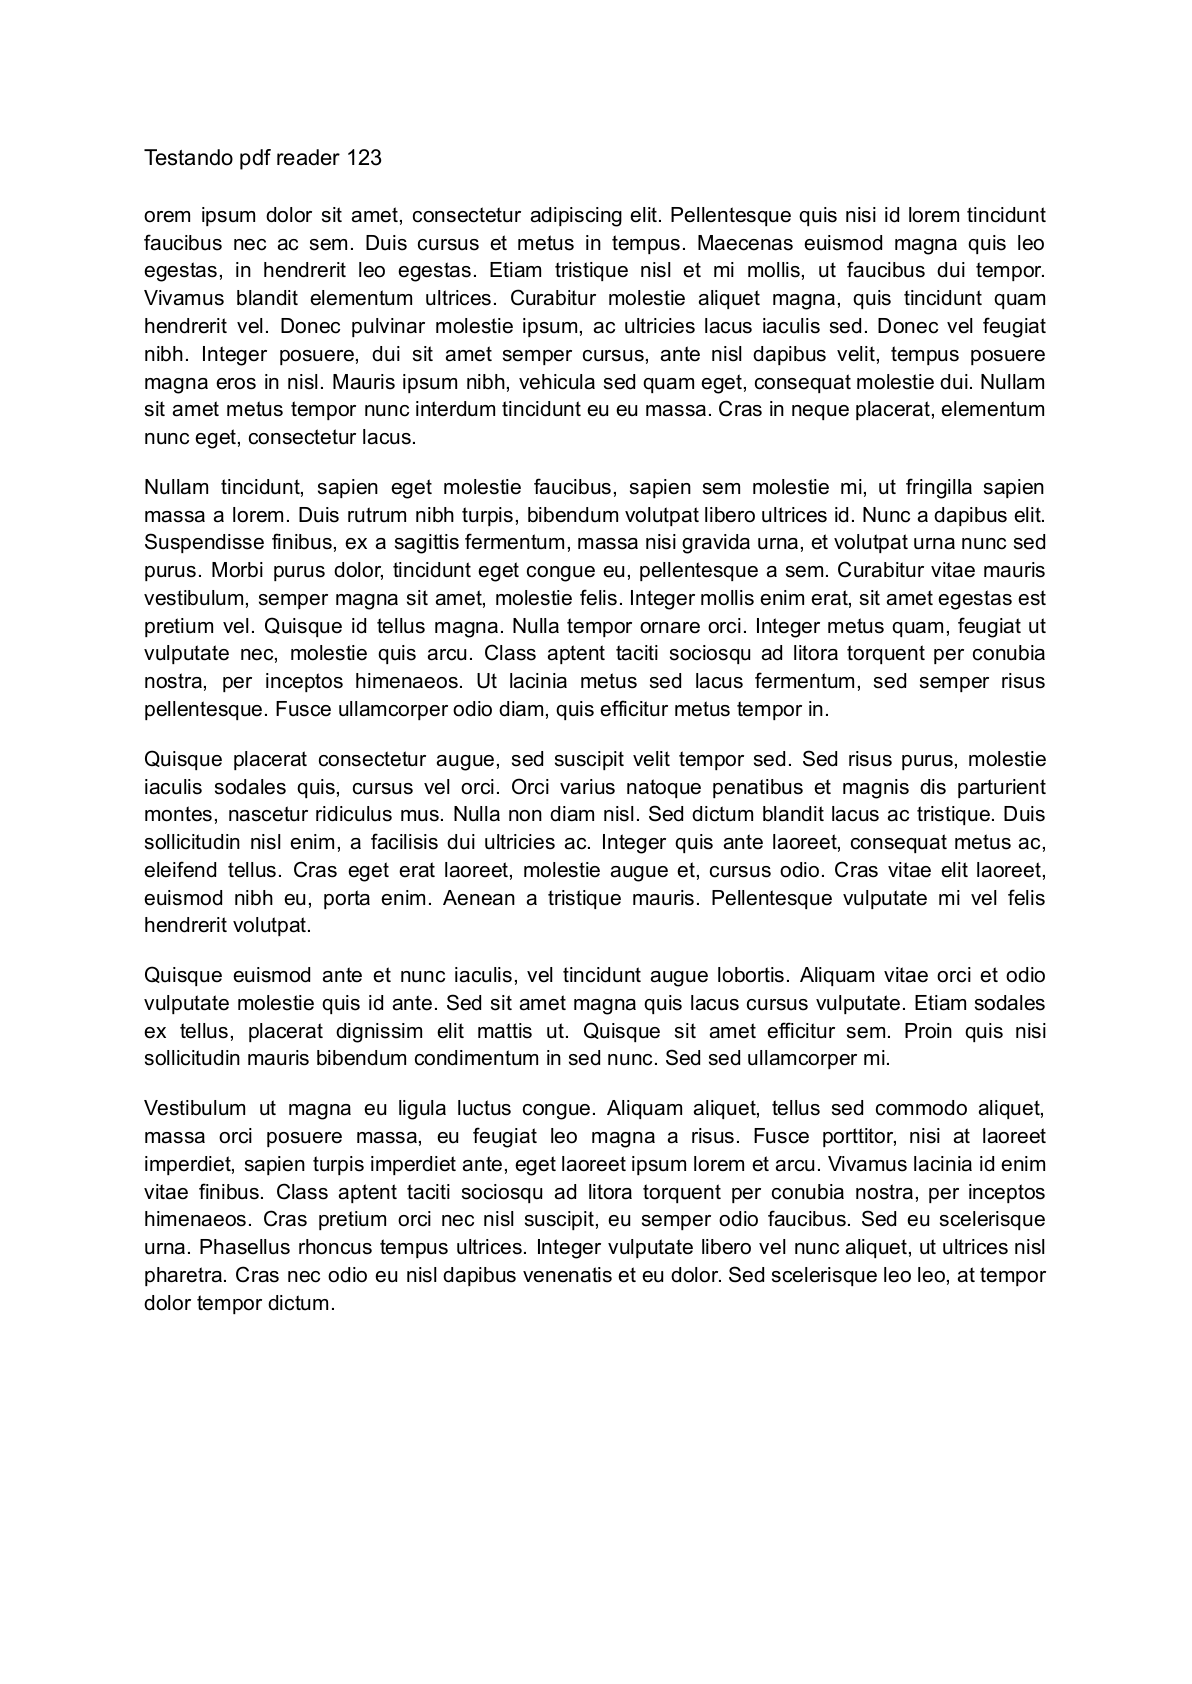 Testando pdf reader 123
orem ipsum dolor sit amet, consectetur adipiscing elit. Pellentesque quis nisi id lorem tincidunt
faucibus nec ac sem. Duis cursus et metus in tempus. Maecenas euismod magna quis leo
egestas, in hendrerit leo egestas. Etiam tristique nisl et mi mollis, ut faucibus dui tempor.
Vivamus blandit elementum ultrices. Curabitur molestie aliquet magna, quis tincidunt quam
hendrerit vel. Donec pulvinar molestie ipsum, ac ultricies lacus iaculis sed. Donec vel feugiat
nibh. Integer posuere, dui sit amet semper cursus, ante nisl dapibus velit, tempus posuere
magna eros in nisl. Mauris ipsum nibh, vehicula sed quam eget, consequat molestie dui. Nullam
sit amet metus tempor nunc interdum tincidunt eu eu massa. Cras in neque placerat, elementum
nunc eget, consectetur lacus.
Nullam tincidunt, sapien eget molestie faucibus, sapien sem molestie mi, ut fringilla sapien
massa a lorem. Duis rutrum nibh turpis, bibendum volutpat libero ultrices id. Nunc a dapibus elit.
Suspendisse finibus, ex a sagittis fermentum, massa nisi gravida urna, et volutpat urna nunc sed
purus. Morbi purus dolor, tincidunt eget congue eu, pellentesque a sem. Curabitur vitae mauris
vestibulum, semper magna sit amet, molestie felis. Integer mollis enim erat, sit amet egestas est
pretium vel. Quisque id tellus magna. Nulla tempor ornare orci. Integer metus quam, feugiat ut
vulputate nec, molestie quis arcu. Class aptent taciti sociosqu ad litora torquent per conubia
nostra, per inceptos himenaeos. Ut lacinia metus sed lacus fermentum, sed semper risus
pellentesque. Fusce ullamcorper odio diam, quis efficitur metus tempor in.
Quisque placerat consectetur augue, sed suscipit velit tempor sed. Sed risus purus, molestie
iaculis sodales quis, cursus vel orci. Orci varius natoque penatibus et magnis dis parturient
montes, nascetur ridiculus mus. Nulla non diam nisl. Sed dictum blandit lacus ac tristique. Duis
sollicitudin nisl enim, a facilisis dui ultricies ac. Integer quis ante laoreet, consequat metus ac,
eleifend tellus. Cras eget erat laoreet, molestie augue et, cursus odio. Cras vitae elit laoreet,
euismod nibh eu, porta enim. Aenean a tristique mauris. Pellentesque vulputate mi vel felis
hendrerit volutpat.
Quisque euismod ante et nunc iaculis, vel tincidunt augue lobortis. Aliquam vitae orci et odio
vulputate molestie quis id ante. Sed sit amet magna quis lacus cursus vulputate. Etiam sodales
ex tellus, placerat dignissim elit mattis ut. Quisque sit amet efficitur sem. Proin quis nisi
sollicitudin mauris bibendum condimentum in sed nunc. Sed sed ullamcorper mi.
Vestibulum ut magna eu ligula luctus congue. Aliquam aliquet, tellus sed commodo aliquet,
massa orci posuere massa, eu feugiat leo magna a risus. Fusce porttitor, nisi at laoreet
imperdiet, sapien turpis imperdiet ante, eget laoreet ipsum lorem et arcu. Vivamus lacinia id enim
vitae finibus. Class aptent taciti sociosqu ad litora torquent per conubia nostra, per inceptos
himenaeos. Cras pretium orci nec nisl suscipit, eu semper odio faucibus. Sed eu scelerisque
urna. Phasellus rhoncus tempus ultrices. Integer vulputate libero vel nunc aliquet, ut ultrices nisl
pharetra. Cras nec odio eu nisl dapibus venenatis et eu dolor. Sed scelerisque leo leo, at tempor
dolor tempor dictum.